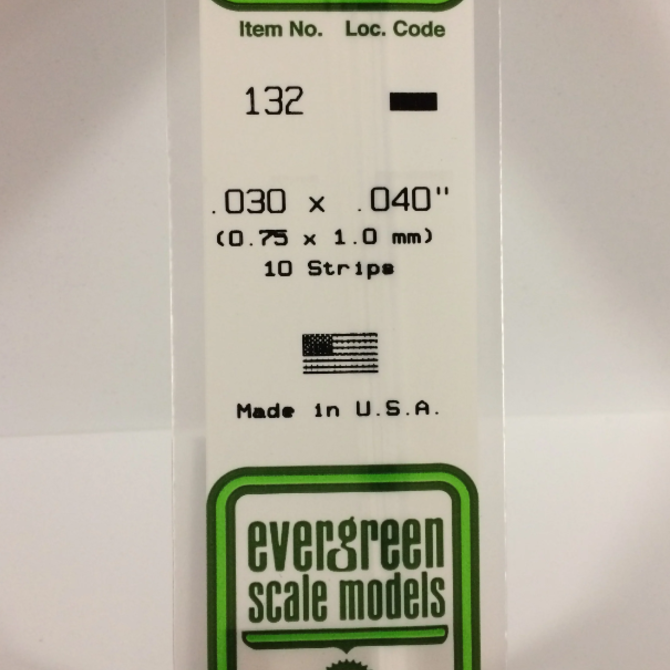 Item No. Loc. Code
132
.030 x .040"
(0.75 x 1.0 mm)
10 Strips
Made in U.S.A.
evergreen
scale models